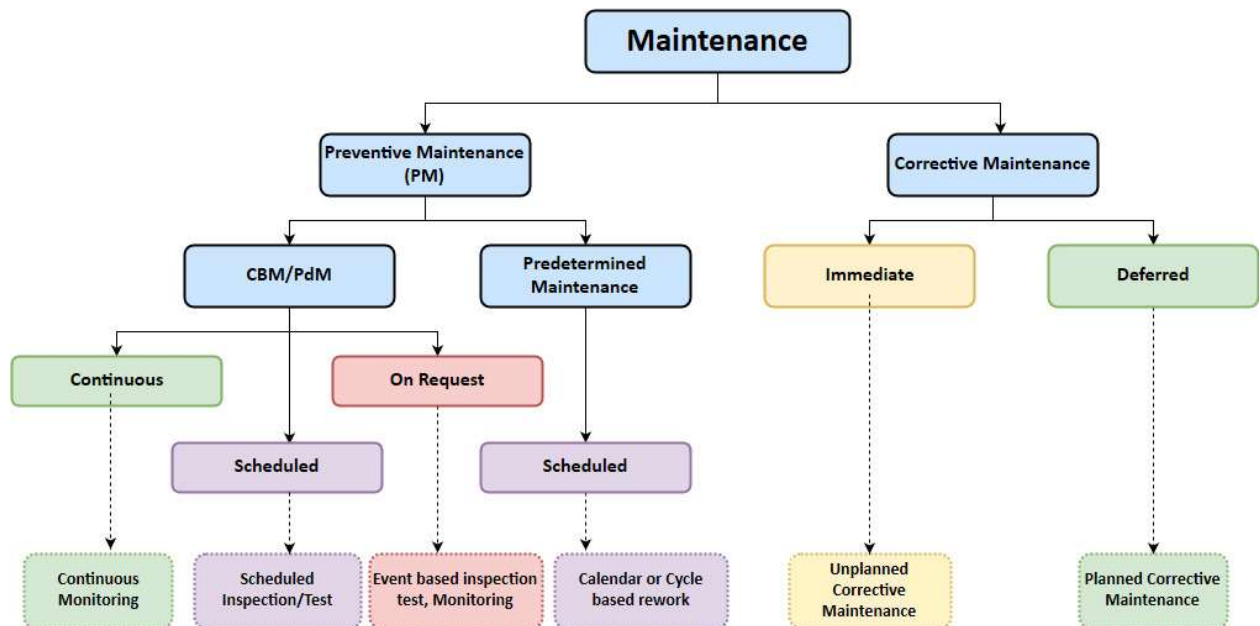 Maintenance
Preventive Maintenance
(PM)
Corrective Maintenance
CBM/PdM
Predetermined
Maintenance
Immediate
Deferred
Continuous
On Request
Scheduled
Scheduled
Continuous
Monitoring
Scheduled
Inspection/Test
Event based inspection
test, Monitoring
Calendar or Cycle
based rework
Unplanned
Corrective
Maintenance
Planned Corrective
Maintenance